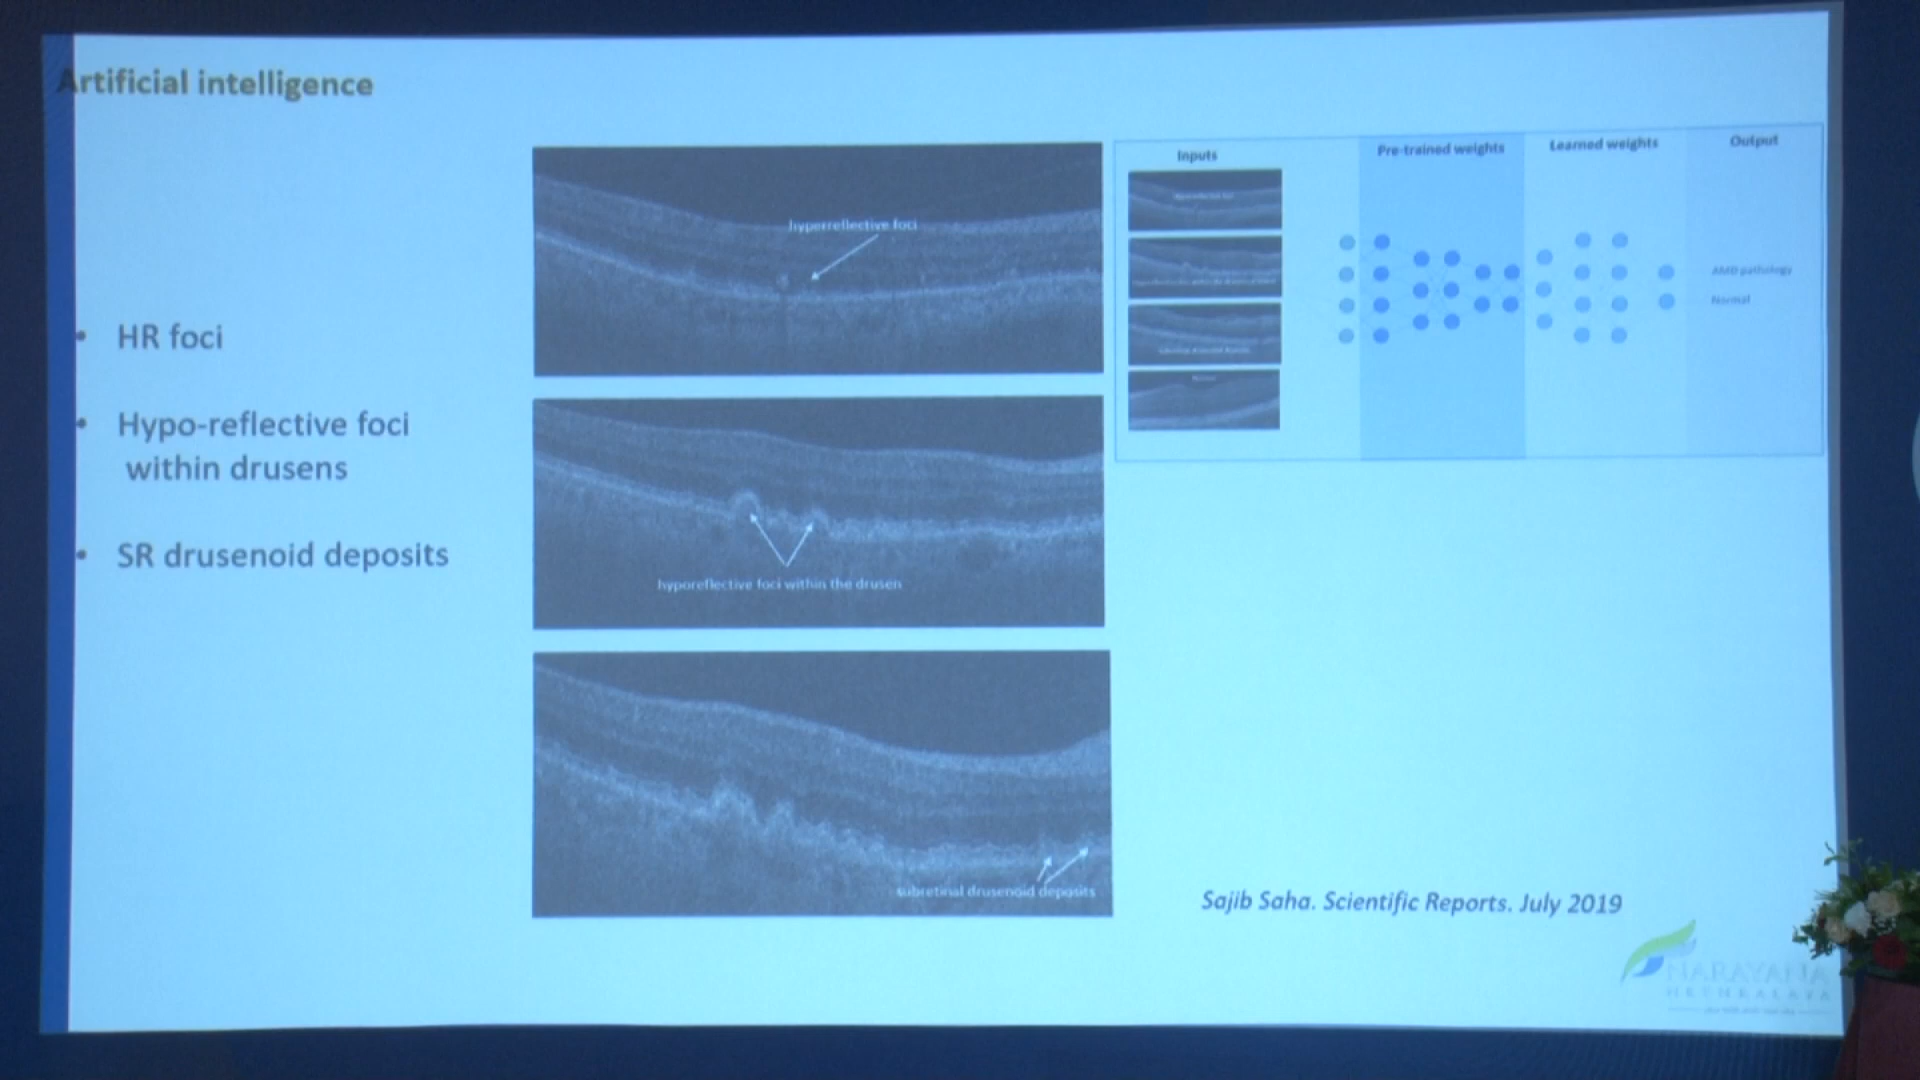 Artificial intelligence
HR foci
Hypo-reflective foci
within drusens
SR drusenoid deposits
hyperreflective foci
hyporeflective foci within the drusen
subretinal drusenoid deposits
Inputs
Pre-trained weights
Learned weights
Output
AMD pathology
Normal
Sajib Saha. Scientific Reports. July 2019
NARAYANA
NETHRALAYA